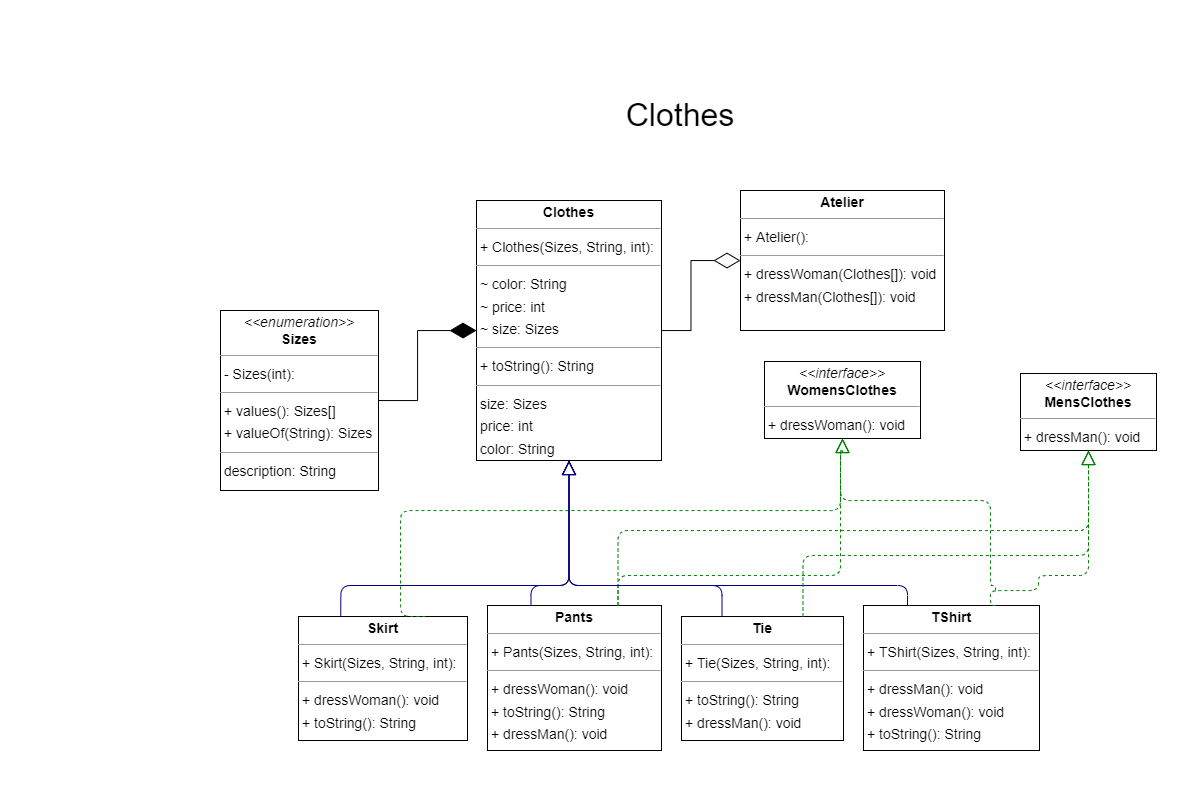 Clothes
Clothes
+ Clothes(Sizes, String, int):
~ color: String
~ price: int
~ size: Sizes
+ toString(): String
size: Sizes
price: int
color: String
Atelier
+ Atelier():
+ dressWoman(Clothes[]): void
+ dressMan(Clothes[]): void
<<enumeration>>
Sizes
- Sizes(int):
+ values(): Sizes[]
+ valueOf(String): Sizes
description: String
<<interface>>
WomensClothes
+ dressWoman(): void
<<interface>>
MensClothes
+ dressMan(): void
Skirt
+ Skirt(Sizes, String, int):
+ dressWoman(): void
+ toString(): String
Pants
+ Pants(Sizes, String, int):
+ dressWoman(): void
+ toString(): String
+ dressMan(): void
Tie
+ Tie(Sizes, String, int):
+ toString(): String
+ dressMan(): void
TShirt
+ TShirt(Sizes, String, int):
+ dressMan(): void
+ dressWoman(): void
+ toString(): String